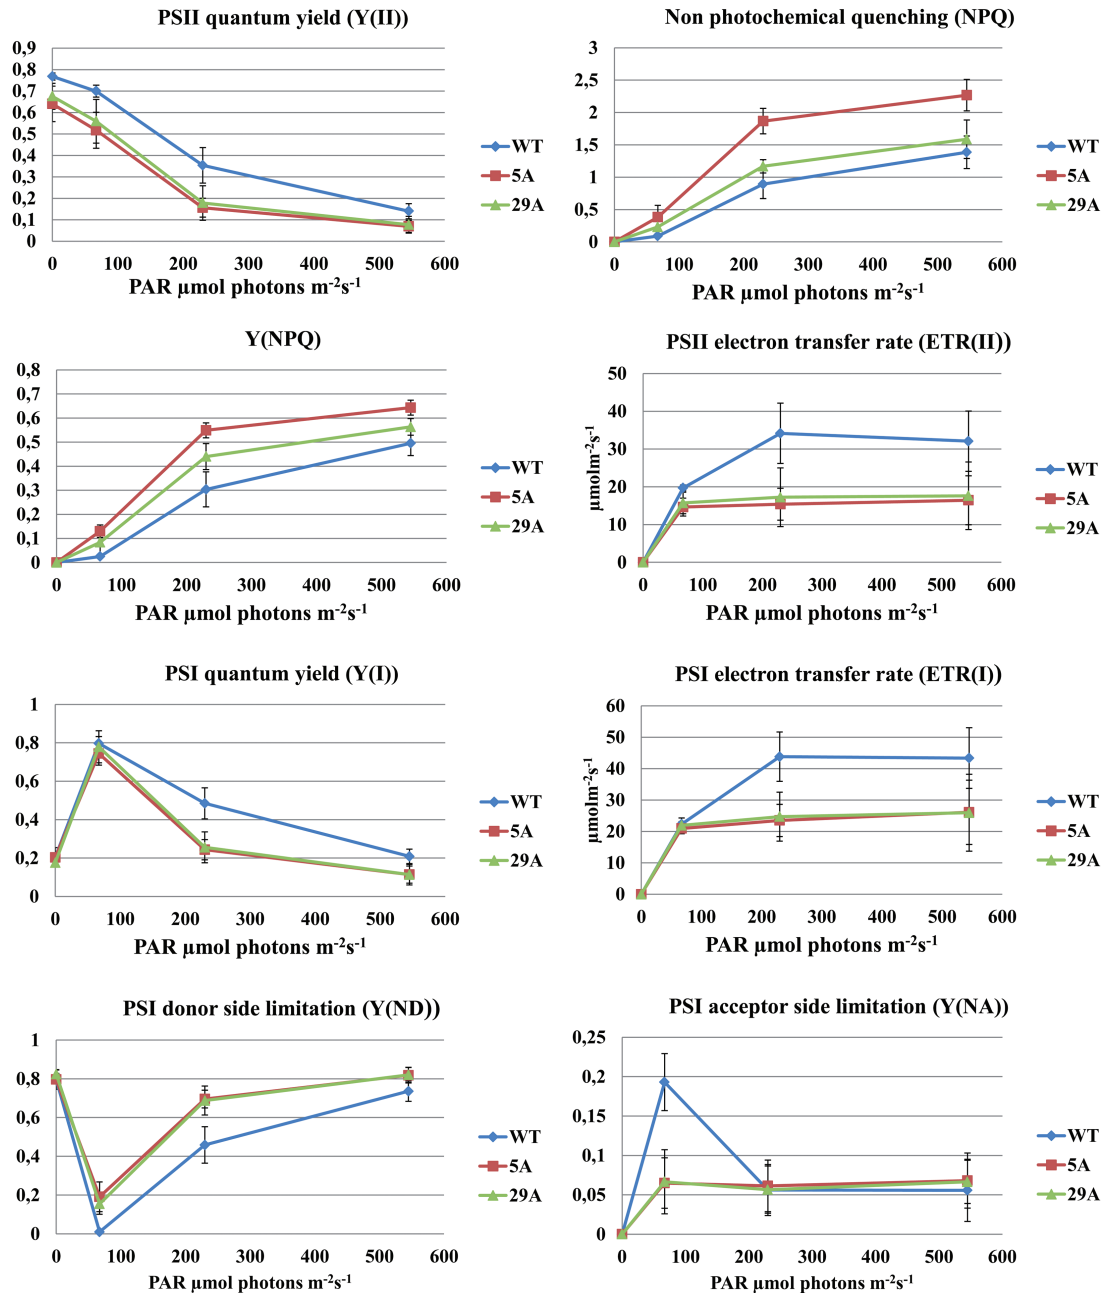 PSII quantum yield (Y(II))
0,9
0,8
0,7
0,6
0,5
0,4
0,3
0,2
0,1
0
0 100 200 300 400 500 600
PAR µmol photons m-2s-1
WT
5A
29A
Non photochemical quenching (NPQ)
3
2,5
2
1,5
1
0,5
0
0 100 200 300 400 500 600
PAR µmol photons m-2s-1
WT
5A
29A
Y(NPQ)
0,8
0,7
0,6
0,5
0,4
0,3
0,2
0,1
0
0 100 200 300 400 500 600
PAR µmol photons m-2s-1
WT
5A
29A
PSII electron transfer rate (ETR(II))
µmolm-2s-1
50
40
30
20
10
0
0 100 200 300 400 500 600
PAR µmol photons m-2s-1
WT
5A
29A
PSI quantum yield (Y(I))
1
0,8
0,6
0,4
0,2
0
0 100 200 300 400 500 600
PAR µmol photons m-2s-1
WT
5A
29A
PSI electron transfer rate (ETR(I))
µmolm-2s-1
60
50
40
30
20
10
0
0 100 200 300 400 500 600
PAR µmol photons m-2s-1
WT
5A
29A
PSI donor side limitation (Y(ND))
1
0,8
0,6
0,4
0,2
0
0 100 200 300 400 500 600
PAR µmol photons m-2s-1
WT
5A
29A
PSI acceptor side limitation (Y(NA))
0,25
0,2
0,15
0,1
0,05
0
0 100 200 300 400 500 600
PAR µmol photons m-2s-1
WT
5A
29A